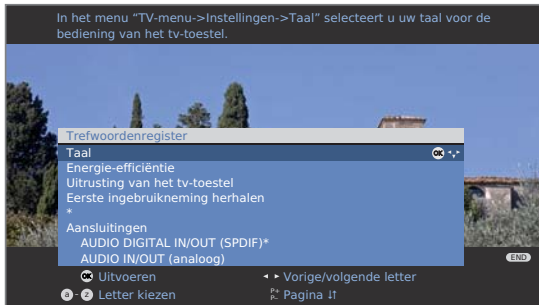 In het menu “TV-menu->Instellingen->Taal” selecteert u uw taal voor de
bediening van het tv-toestel.
Trefwoordenregister
Taal OK
Energie-efficiëntie
Uitrusting van het tv-toestel
Eerste ingebruikneming herhalen
*
Aansluitingen
AUDIO DIGITAL IN/OUT (SPDIF)*
AUDIO IN/OUT (analoog)
END
OK Uitvoeren
Vorige/volgende letter
a - z Letter kiezen
P+ P- Pagina ↓↑